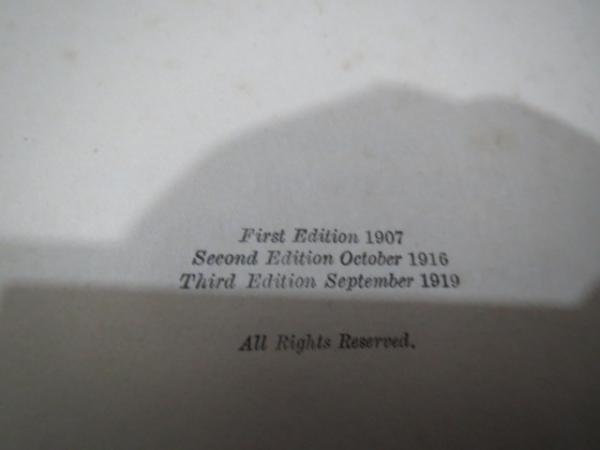 First Edition 1907
Second Edition October 1916
Third Edition September 1919
All Rights Reserved.